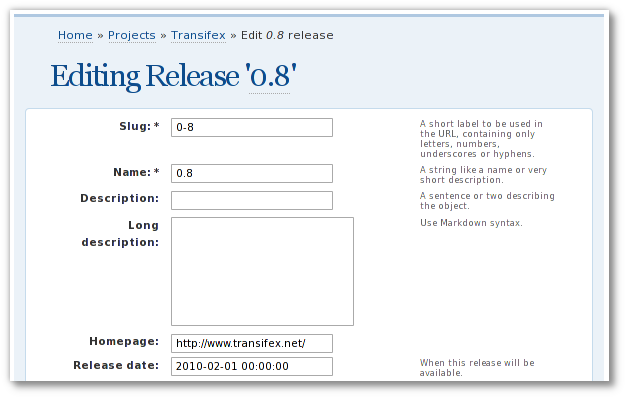 Home » Projects » Transifex » Edit 0.8 release
Editing Release '0.8'
Slug: * 0-8
A short label to be used in
the URL, containing only
letters, numbers,
underscores or hyphens.
Name: * 0.8
A string like a name or very
short description.
Description:
A sentence or two describing
the object.
Long
description:
Use Markdown syntax.
Homepage: http://www.transifex.net/
Release date: 2010-02-01 00:00:00
When this release will be
available.